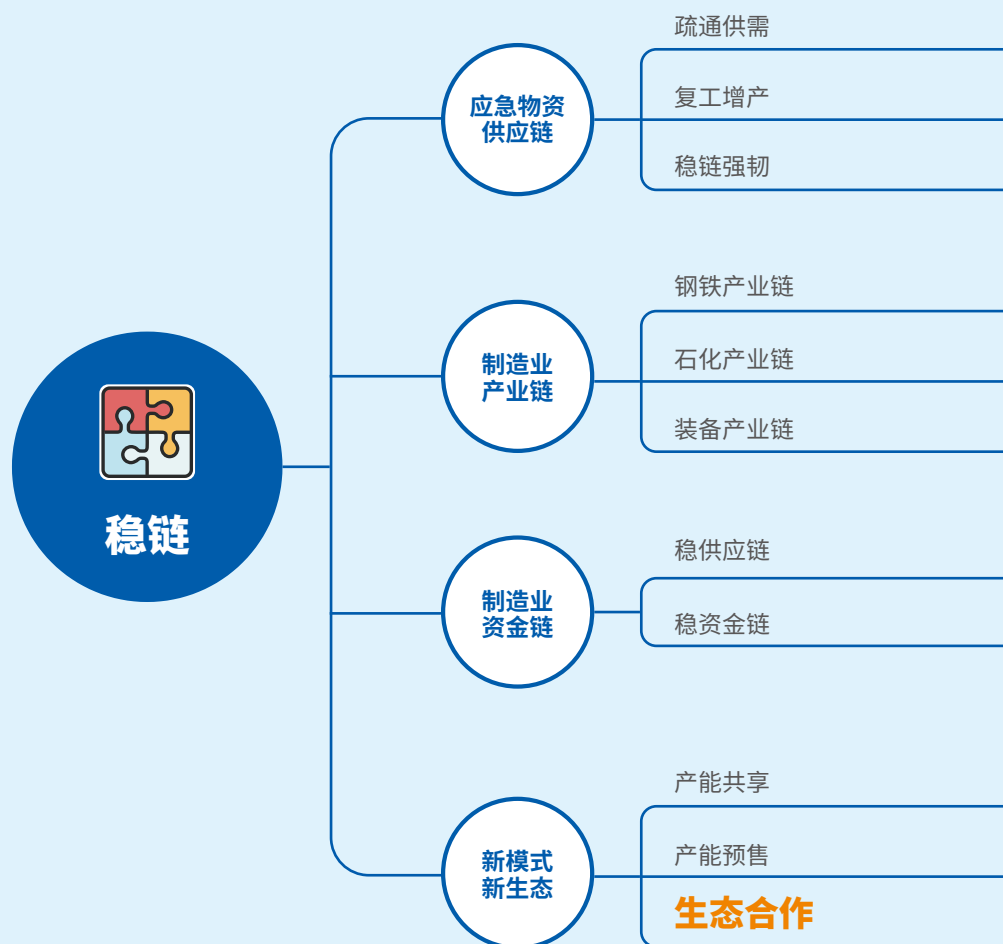 稳链
应急物资
供应链
疏通供需
复工增产
稳链强韧
制造业
产业链
钢铁产业链
石化产业链
装备产业链
制造业
资金链
稳供应链
稳资金链
新模式
新生态
产能共享
产能预售
生态合作